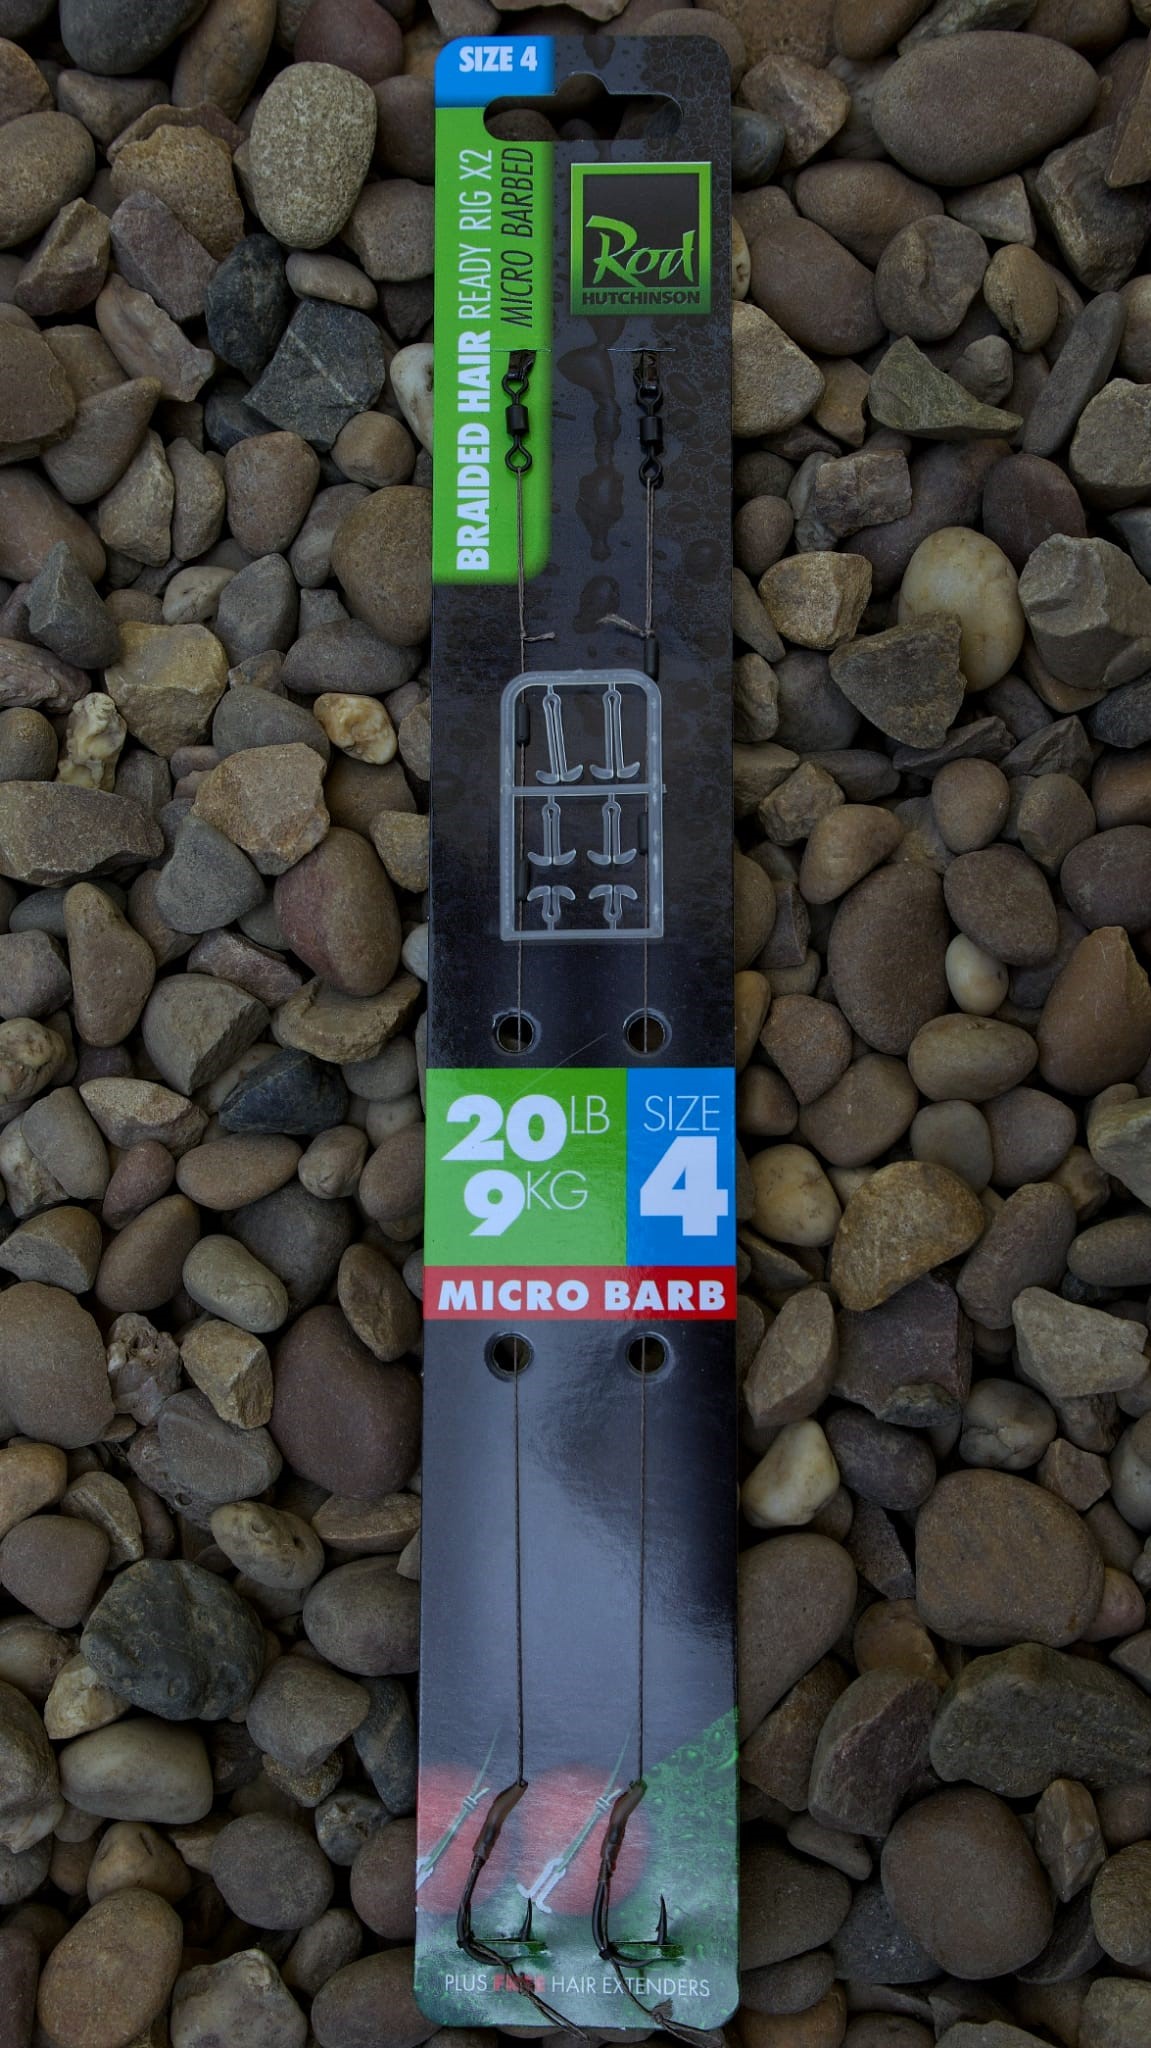 SIZE 4
BRAIDED HAIR READY RIG X2
MICRO BARBED
Rod
HUTCHINSON
20LB
9KG
SIZE
4
MICRO BARB
PLUS FREE HAIR EXTENDERS